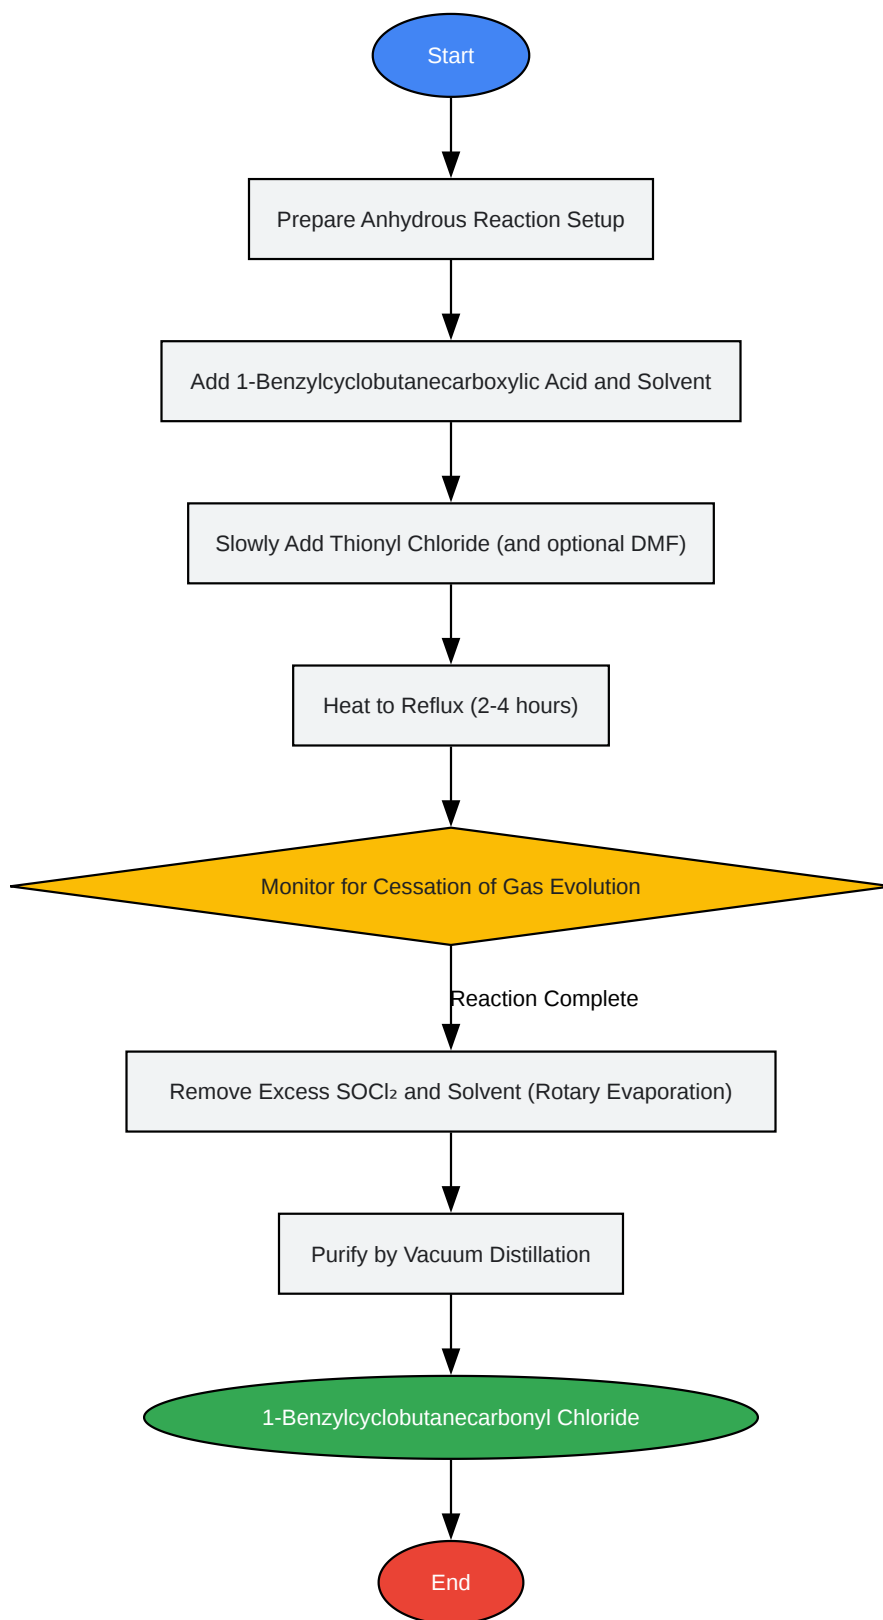 Start
Prepare Anhydrous Reaction Setup
Add 1-Benzylcyclobutanecarboxylic Acid and Solvent
Slowly Add Thionyl Chloride (and optional DMF)
Heat to Reflux (2-4 hours)
Monitor for Cessation of Gas Evolution
Reaction Complete
Remove Excess SOCl₂ and Solvent (Rotary Evaporation)
Purify by Vacuum Distillation
1-Benzylcyclobutanecarbonyl Chloride
End